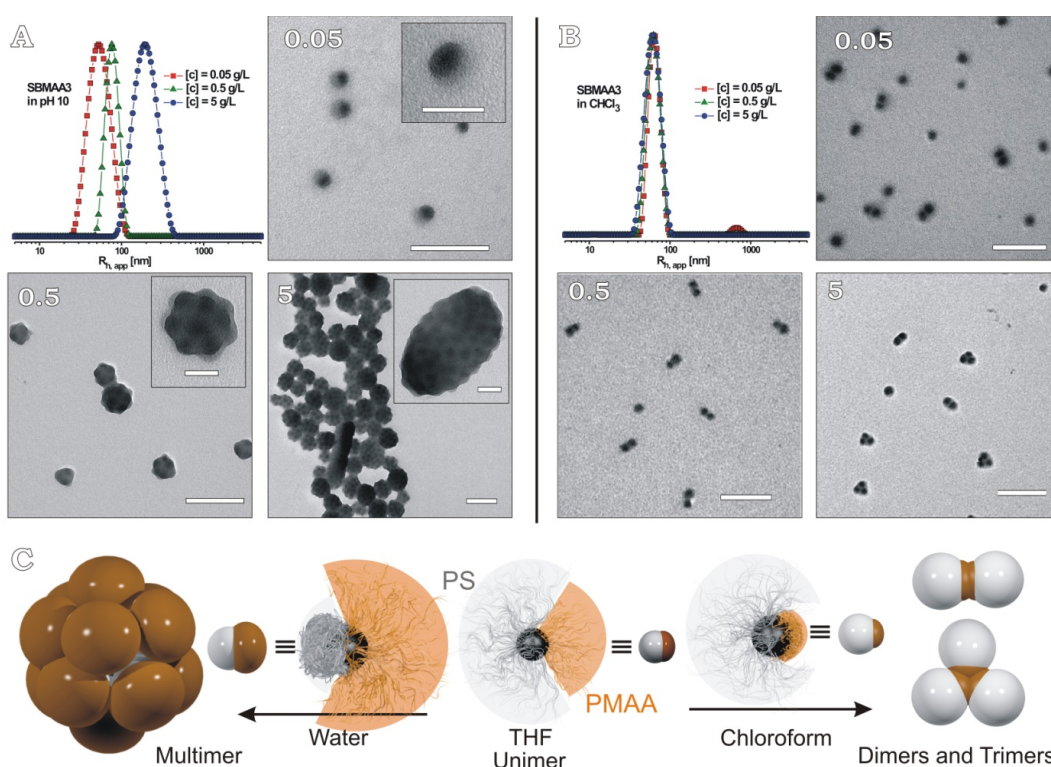 A
SBMAA3
in pH 10
[c] = 0.05 g/L
[c] = 0.5 g/L
[c] = 5 g/L
10 100 1000
Rh, app [nm]
0.05
0.5
5
B
SBMAA3
in CHCl3
[c] = 0.05 g/L
[c] = 0.5 g/L
[c] = 5 g/L
10 100 1000
Rh, app [nm]
0.05
0.5
5
C
PS
PMAA
Multimer
Water
THF
Unimer
Chloroform
Dimers and Trimers